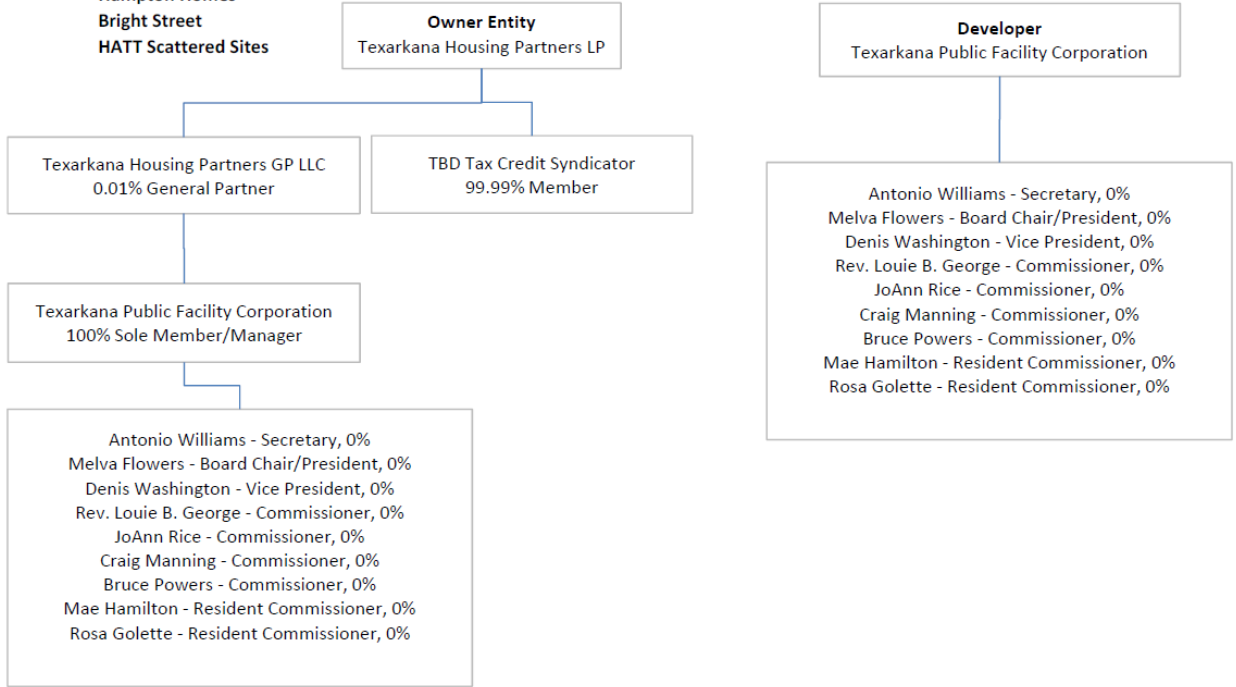 Hampton Homes
Bright Street
HATT Scattered Sites
Owner Entity
Texarkana Housing Partners LP
Developer
Texarkana Public Facility Corporation
Texarkana Housing Partners GP LLC
0.01% General Partner
TBD Tax Credit Syndicator
99.99% Member
Texarkana Public Facility Corporation
100% Sole Member/Manager
Antonio Williams - Secretary, 0%
Melva Flowers - Board Chair/President, 0%
Denis Washington - Vice President, 0%
Rev. Louie B. George - Commissioner, 0%
JoAnn Rice - Commissioner, 0%
Craig Manning - Commissioner, 0%
Bruce Powers - Commissioner, 0%
Mae Hamilton - Resident Commissioner, 0%
Rosa Golette - Resident Commissioner, 0%
Antonio Williams - Secretary, 0%
Melva Flowers - Board Chair/President, 0%
Denis Washington - Vice President, 0%
Rev. Louie B. George - Commissioner, 0%
JoAnn Rice - Commissioner, 0%
Craig Manning - Commissioner, 0%
Bruce Powers - Commissioner, 0%
Mae Hamilton - Resident Commissioner, 0%
Rosa Golette - Resident Commissioner, 0%